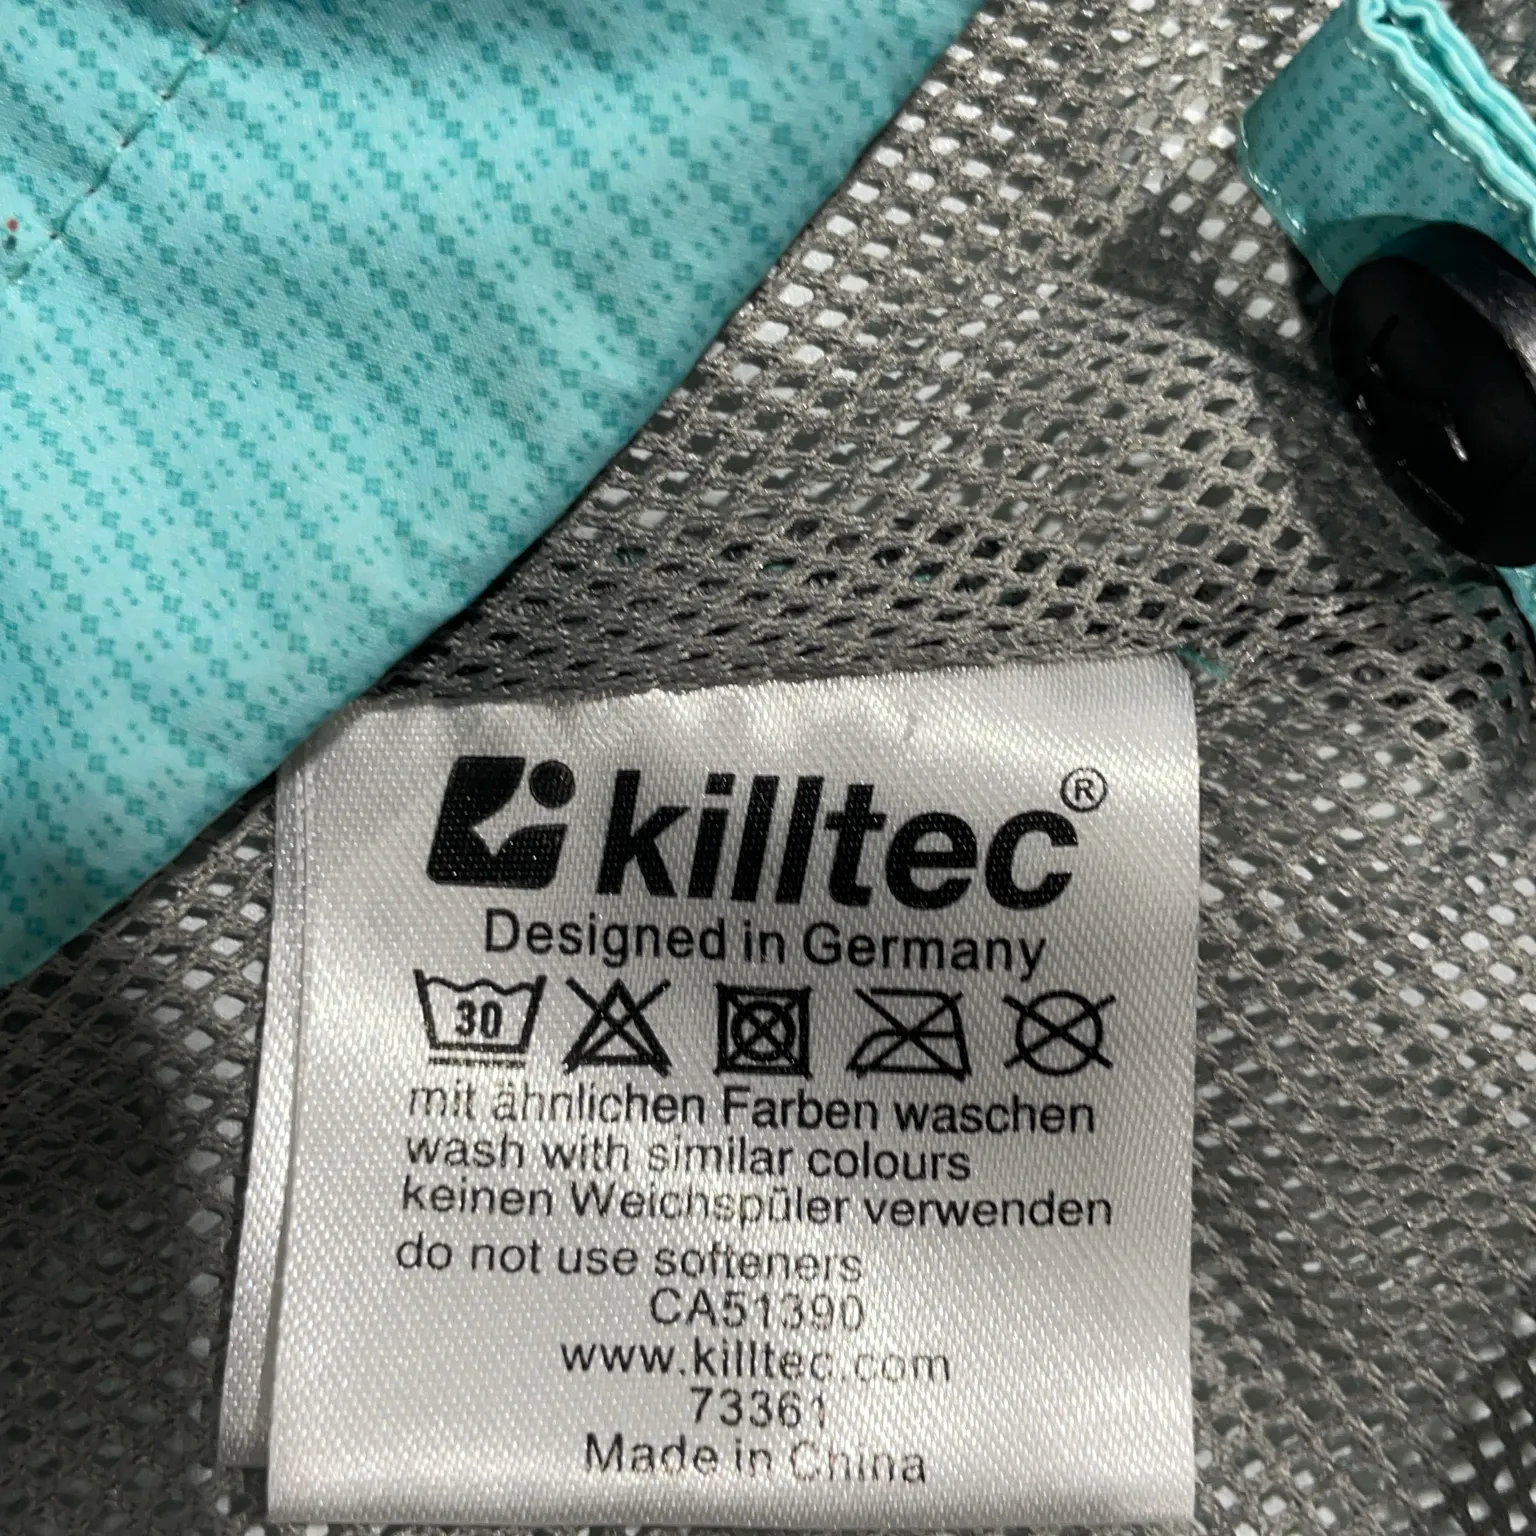 killtec®
Designed in Germany
30
mit ähnlichen Farben waschen
wash with similar colours
keinen Weichspüler verwenden
do not use softeners
CA51390
www.killtec.com
73361
Made in China